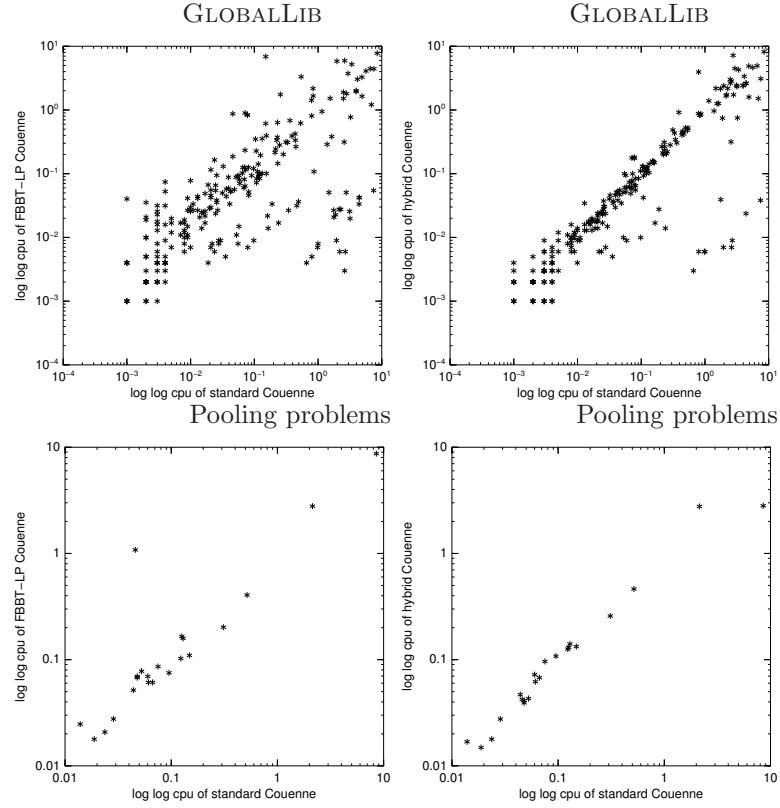 GLOBALLIB
GLOBALLIB
10^1
10^0
10^−1
10^−2
10^−3
10^−4
log log cpu of FBBT−LP Couenne
10^−4 10^−3 10^−2 10^−1 10^0 10^1
log log cpu of standard Couenne
10^1
10^0
10^−1
10^−2
10^−3
10^−4
log log cpu of hybrid Couenne
10^−4 10^−3 10^−2 10^−1 10^0 10^1
log log cpu of standard Couenne
Pooling problems
Pooling problems
10
1
0.1
0.01
log log cpu of FBBT−LP Couenne
0.01 0.1 1 10
log log cpu of standard Couenne
10
1
0.1
0.01
log log cpu of hybrid Couenne
0.01 0.1 1 10
log log cpu of standard Couenne